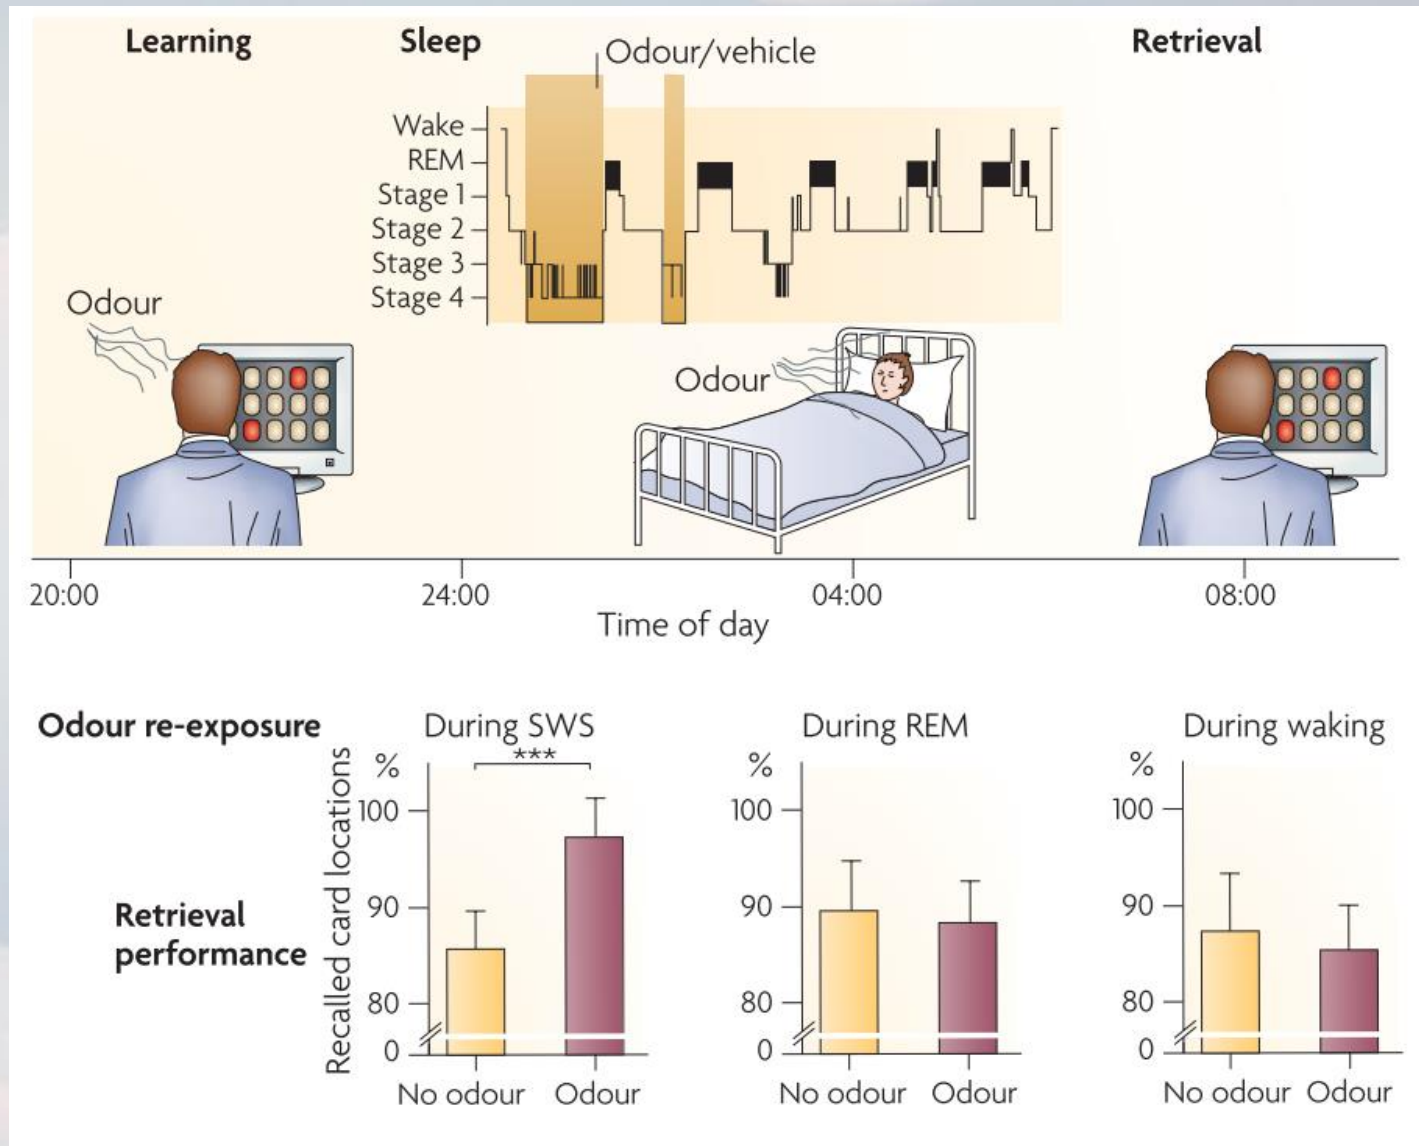 Learning
Sleep
Odour/vehicle
Retrieval
Wake
REM
Stage 1
Stage 2
Stage 3
Stage 4
Odour
Odour
20:00
24:00
04:00
08:00
Time of day
Odour re-exposure
During SWS
During REM
During waking
***
%
%
%
Recalled card locations
100
100
100
Retrieval
performance
90
90
90
80
80
80
0
0
0
No odour
Odour
No odour
Odour
No odour
Odour